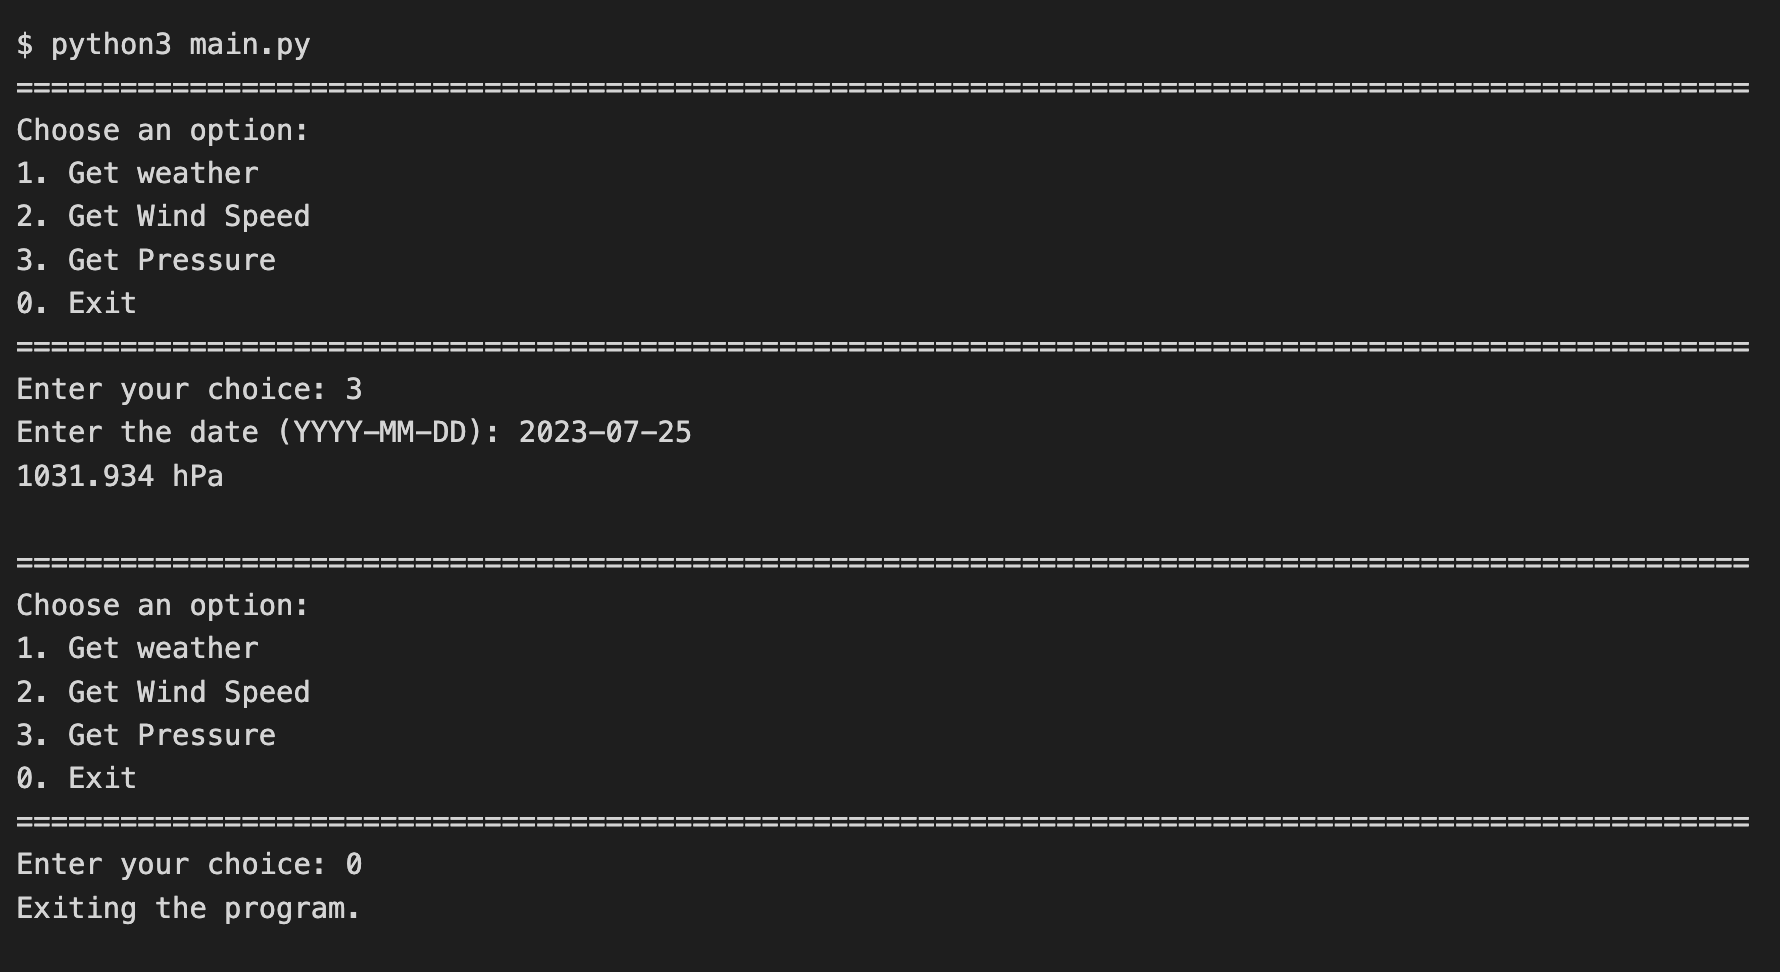 $ python3 main.py
====================================================================================================
Choose an option:
1. Get weather
2. Get Wind Speed
3. Get Pressure
0. Exit
====================================================================================================
Enter your choice: 3
Enter the date (YYYY-MM-DD): 2023-07-25
1031.934 hPa
====================================================================================================
Choose an option:
1. Get weather
2. Get Wind Speed
3. Get Pressure
0. Exit
====================================================================================================
Enter your choice: 0
Exiting the program.